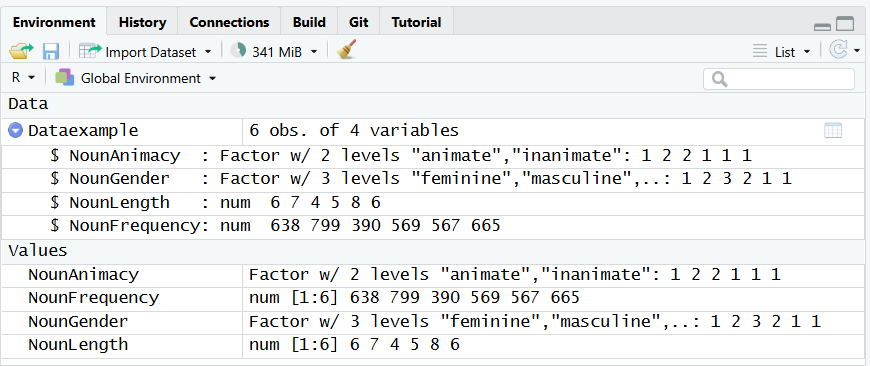 Environment History Connections Build Git Tutorial
Import Dataset 341 MiB List
R Global Environment
Data
Dataexample 6 obs. of 4 variables
$ NounAnimacy : Factor w/ 2 levels "animate","inanimate": 1 2 2 1 1 1
$ NounGender : Factor w/ 3 levels "feminine","masculine",..: 1 2 3 2 1 1
$ NounLength : num 6 7 4 5 8 6
$ NounFrequency: num 638 799 390 569 567 665
Values
NounAnimacy Factor w/ 2 levels "animate","inanimate": 1 2 2 1 1 1
NounFrequency num [1:6] 638 799 390 569 567 665
NounGender Factor w/ 3 levels "feminine","masculine",..: 1 2 3 2 1 1
NounLength num [1:6] 6 7 4 5 8 6